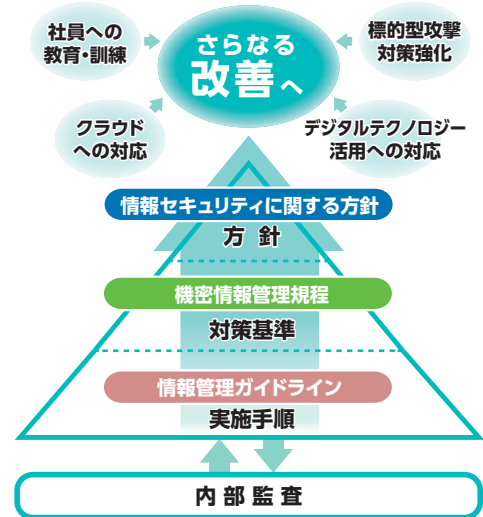 社員への
教育・訓練
さらなる
改善へ
標的型攻撃
対策強化
クラウド
への対応
デジタルテクノロジー
活用への対応
情報セキュリティに関する方針
方 針
機密情報管理規程
対策基準
情報管理ガイドライン
実施手順
内部監査